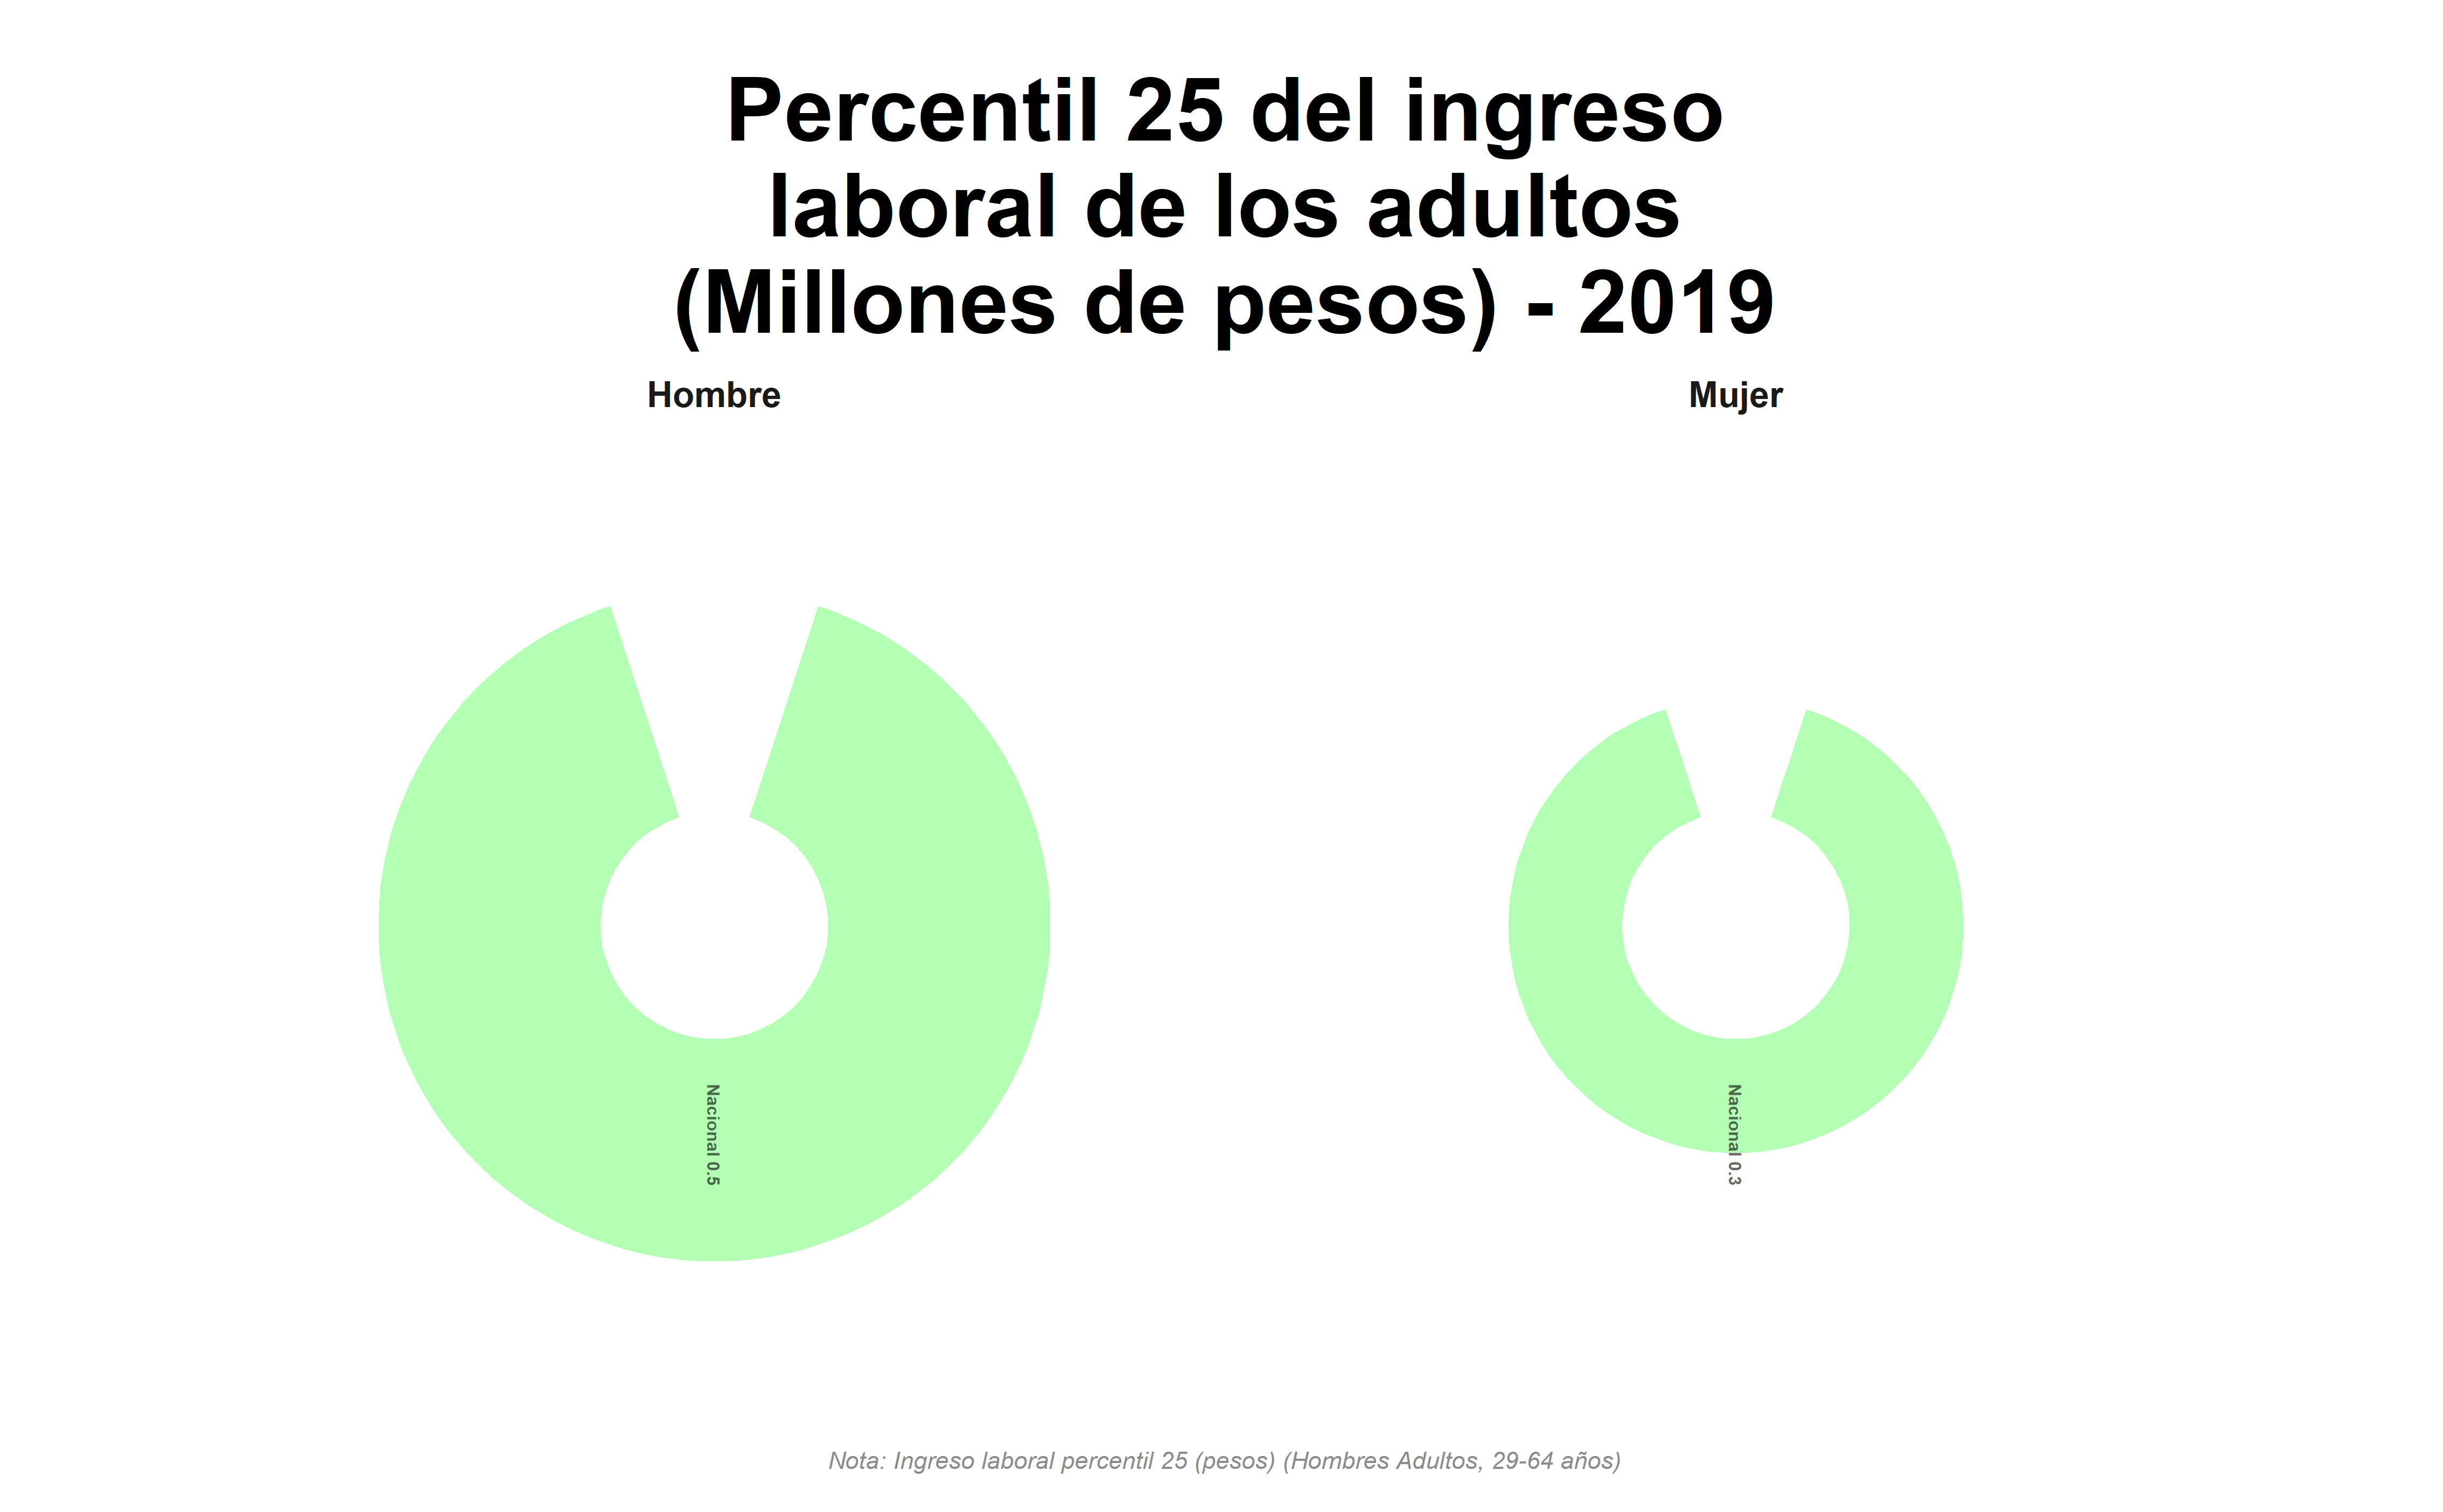 Percentil 25 del ingreso
laboral de los adultos
(Millones de pesos) - 2019
Hombre
Mujer
Nacional 0.5
Nacional 0.3
Nota: Ingreso laboral percentil 25 (pesos) (Hombres Adultos, 29-64 años)